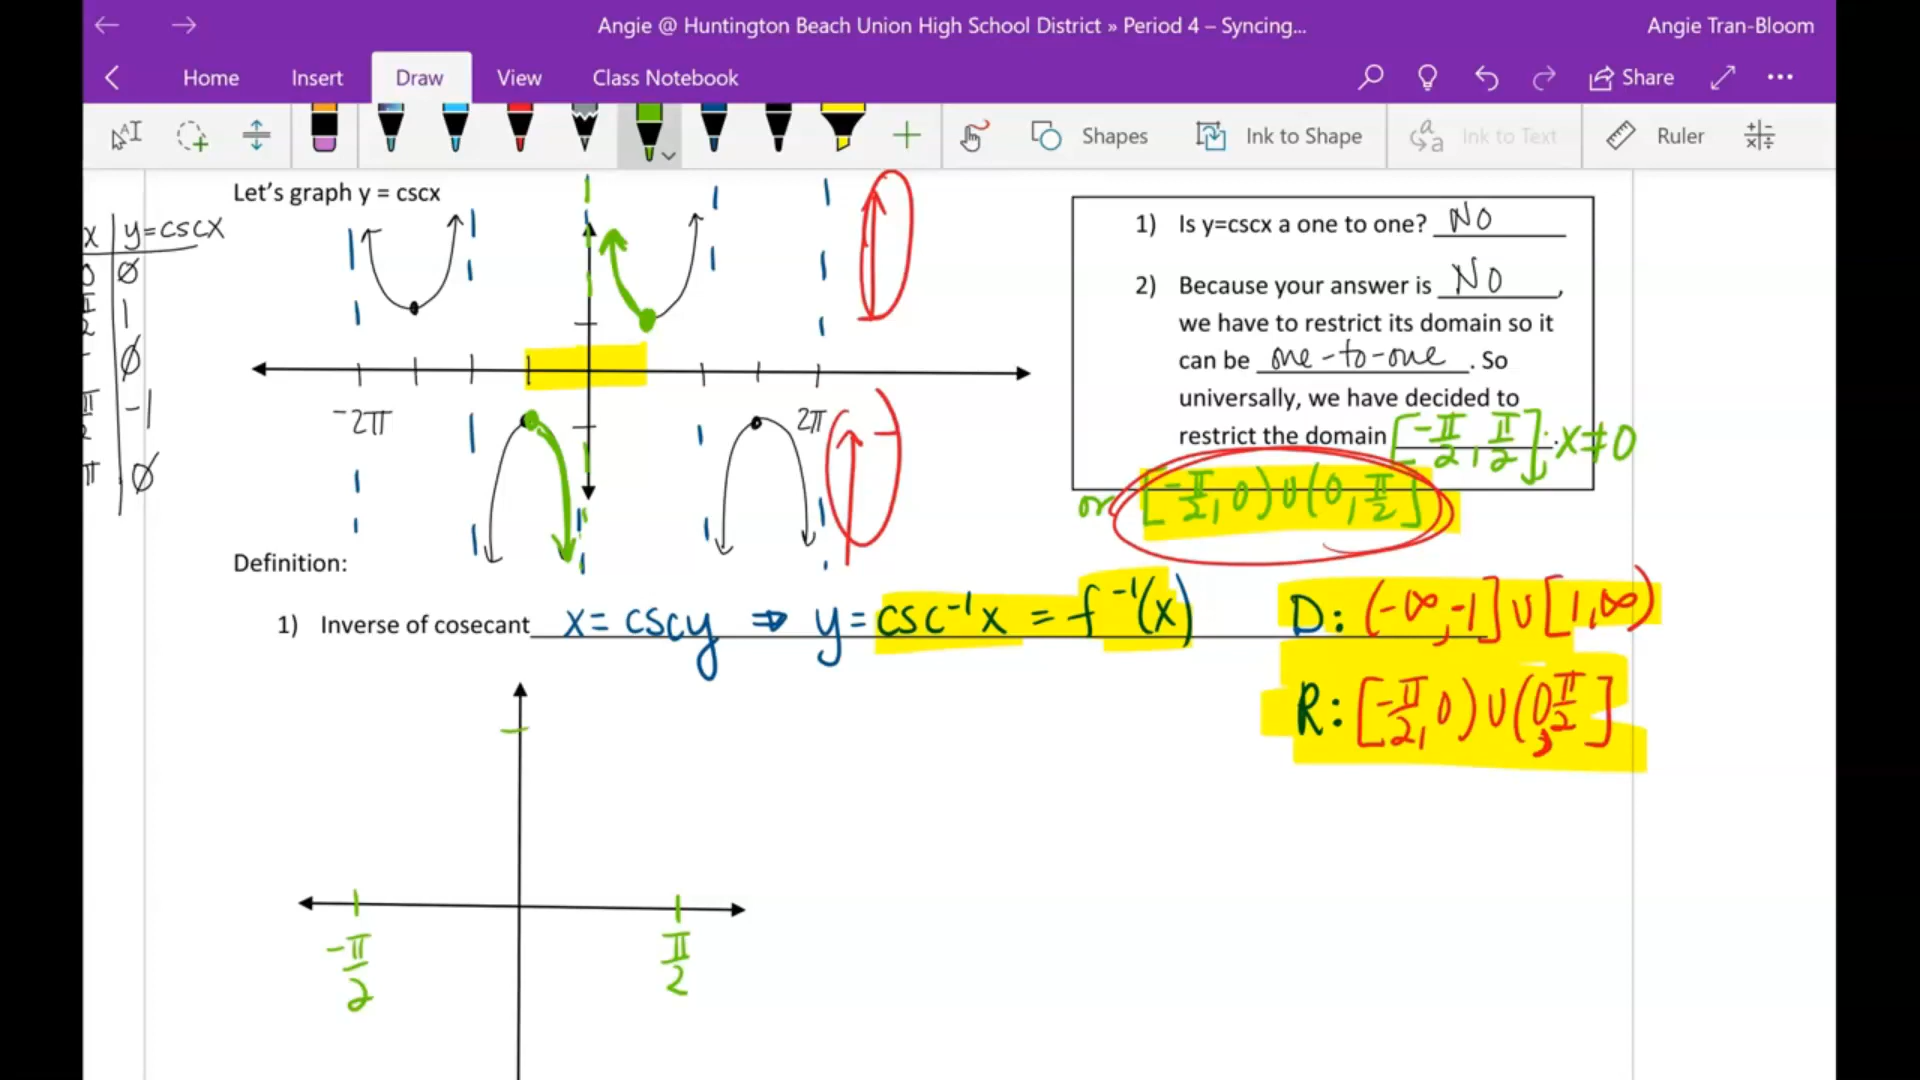 Angie @ Huntington Beach Union High School District » Period 4 – Syncing...
Angie Tran-Bloom
Home Insert Draw View Class Notebook
Share
Shapes Ink to Shape Ink to Text Ruler
Let's graph y = cscx
x y=cscx
0 ∅
π/2 1
∅
π/2 -1
π ∅
-2π 2π
1) Is y=cscx a one to one? NO
2) Because your answer is NO,
we have to restrict its domain so it
can be one-to-one. So
universally, we have decided to
restrict the domain [-π/2, π/2]; x≠0.
or [-π/2, 0) ∪ (0, π/2]
Definition:
1) Inverse of cosecant x = cscy ⇒ y = csc⁻¹x = f⁻¹(x)
D: (-∞, -1] ∪ [1, ∞)
R: [-π/2, 0) ∪ (0, π/2]
-π/2 π/2